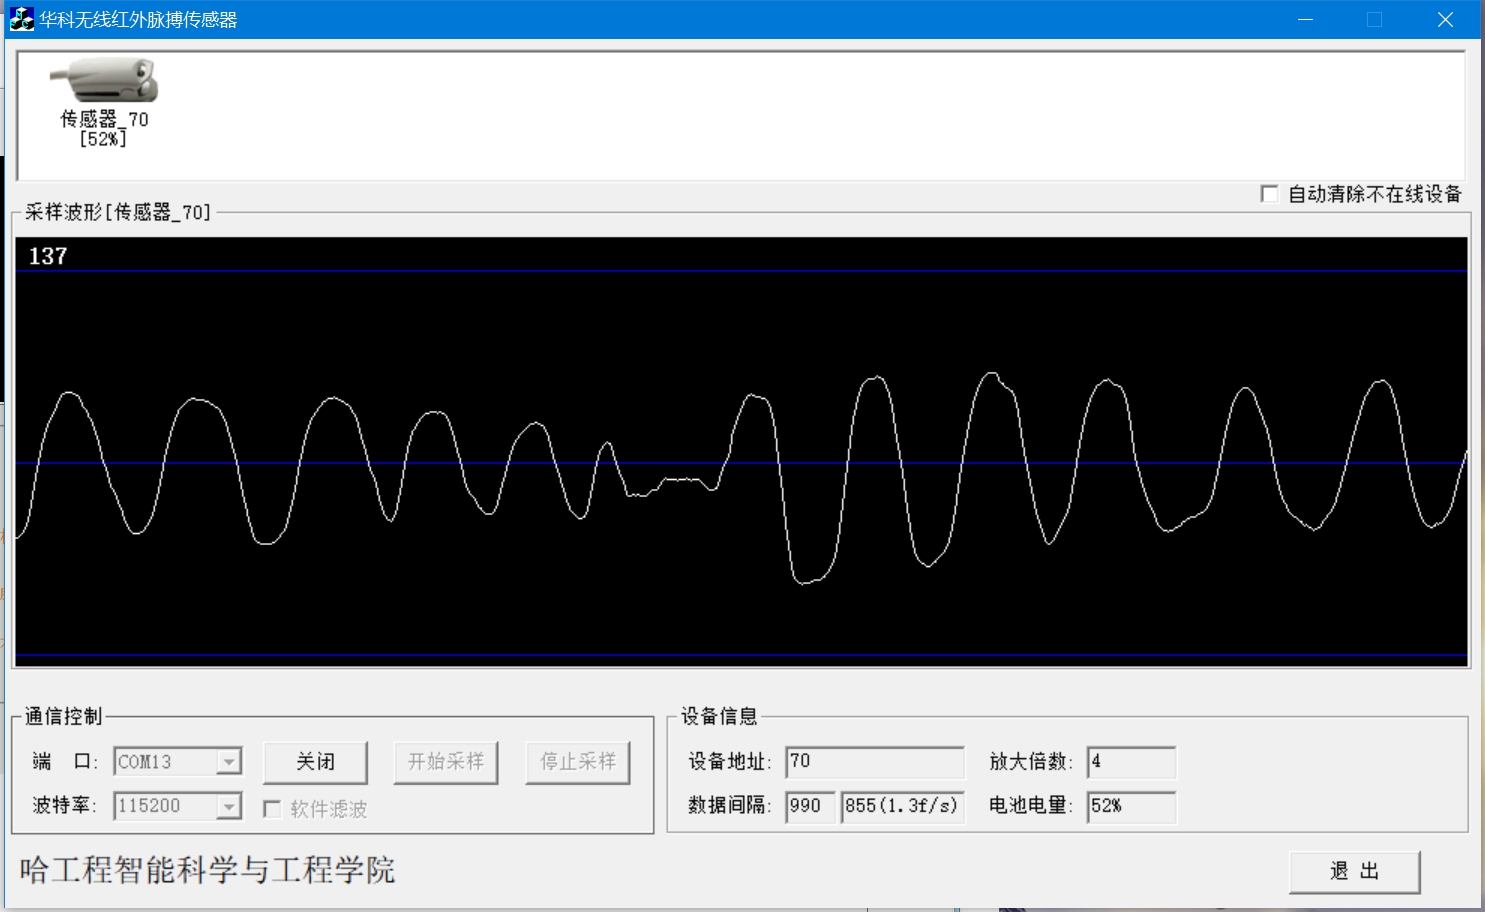 华科无线红外脉搏传感器
传感器_70
[52%]
自动清除不在线设备
采样波形[传感器_70]
137
通信控制
端 口: COM13 关闭 开始采样 停止采样
波特率: 115200 软件滤波
设备信息
设备地址: 70 放大倍数: 4
数据间隔: 990 855(1.3f/s) 电池电量: 52%
哈工程智能科学与工程学院
退 出